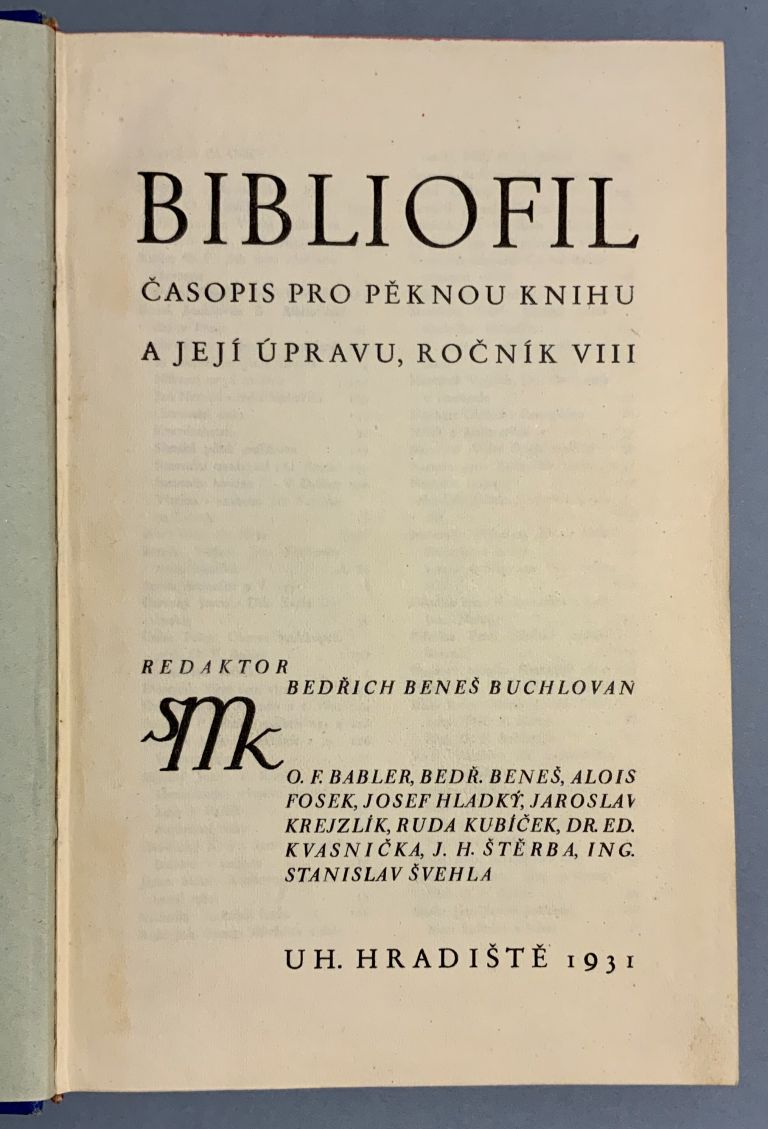 BIBLIOFIL
ČASOPIS PRO PĚKNOU KNIHU
A JEJÍ ÚPRAVU, ROČNÍK VIII
REDAKTOR
BEDŘICH BENEŠ BUCHLOVAN
SMK
O. F. BABLER, BEDŘ. BENEŠ, ALOIS
FOSEK, JOSEF HLADKÝ, JAROSLAV
KREJZLÍK, RUDA KUBÍČEK, DR. ED.
KVASNIČKA, J. H. ŠTĚRBA, ING.
STANISLAV ŠVEHLA
UH. HRADIŠTĚ 1931